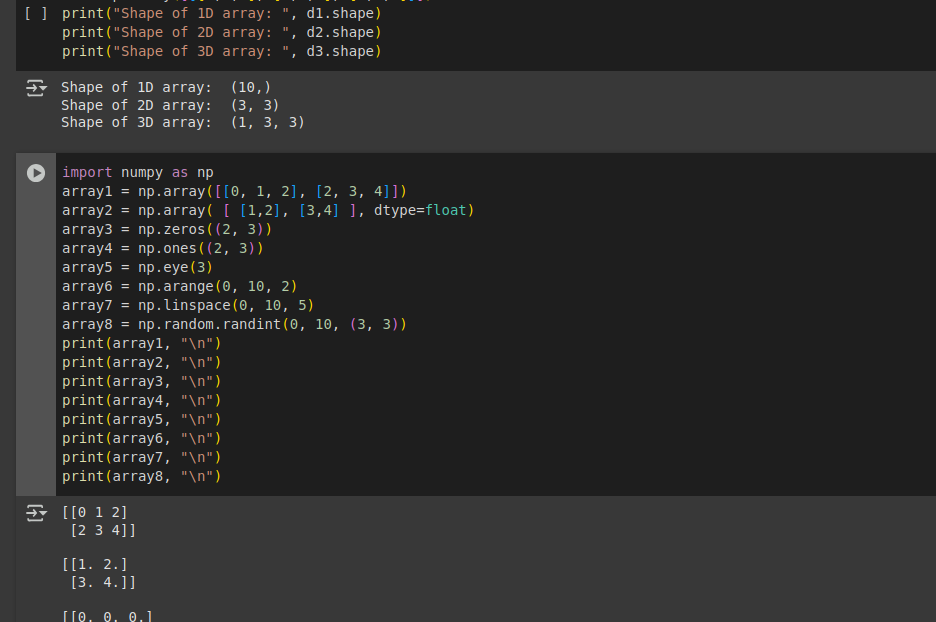 [ ] print("Shape of 1D array: ", d1.shape)
print("Shape of 2D array: ", d2.shape)
print("Shape of 3D array: ", d3.shape)
Shape of 1D array:  (10,)
Shape of 2D array:  (3, 3)
Shape of 3D array:  (1, 3, 3)
import numpy as np
array1 = np.array([[0, 1, 2], [2, 3, 4]])
array2 = np.array( [ [1,2], [3,4] ], dtype=float)
array3 = np.zeros((2, 3))
array4 = np.ones((2, 3))
array5 = np.eye(3)
array6 = np.arange(0, 10, 2)
array7 = np.linspace(0, 10, 5)
array8 = np.random.randint(0, 10, (3, 3))
print(array1, "\n")
print(array2, "\n")
print(array3, "\n")
print(array4, "\n")
print(array5, "\n")
print(array6, "\n")
print(array7, "\n")
print(array8, "\n")
[[0 1 2]
 [2 3 4]]
[[1. 2.]
 [3. 4.]]
[[0. 0. 0.]